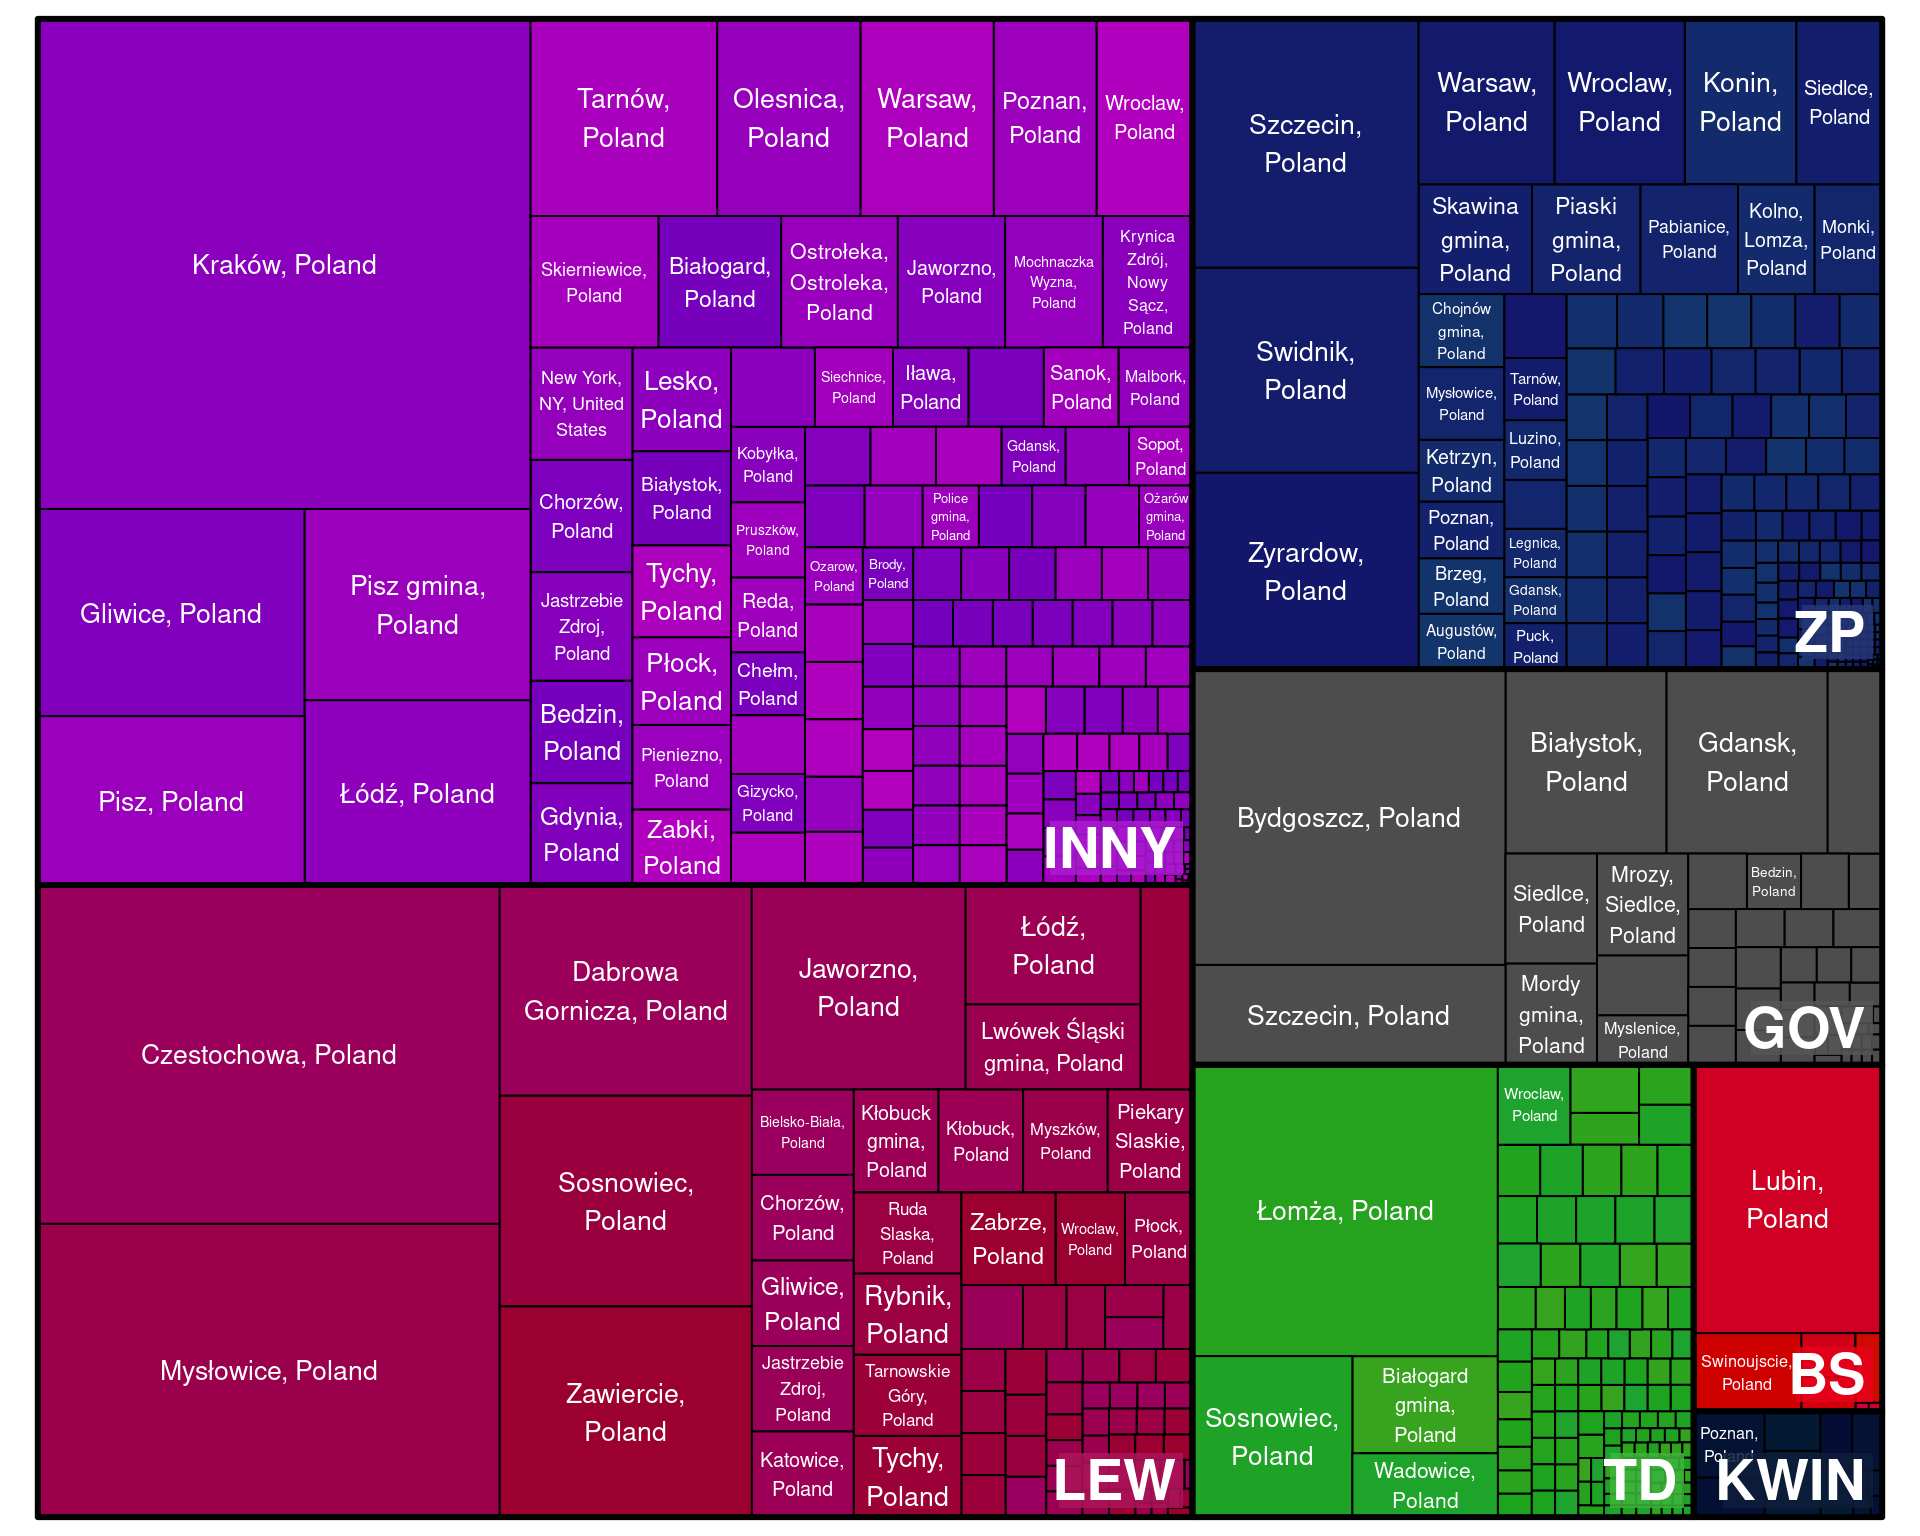 Kraków, Poland
Gliwice, Poland
Pisz gmina,
Poland
Pisz, Poland
Łódź, Poland
Tarnów,
Poland
Olesnica,
Poland
Warsaw,
Poland
Poznan,
Poland
Wroclaw,
Poland
Skierniewice,
Poland
Białogard,
Poland
Ostrołeka,
Ostroleka,
Poland
Jaworzno,
Poland
Mochnaczka
Wyzna,
Poland
Krynica
Zdrój,
Nowy
Sącz,
Poland
New York,
NY, United
States
Chorzów,
Poland
Jastrzebie
Zdroj,
Poland
Bedzin,
Poland
Gdynia,
Poland
Lesko,
Poland
Białystok,
Poland
Tychy,
Poland
Płock,
Poland
Pieniezno,
Poland
Zabki,
Poland
Siechnice,
Poland
Iława,
Poland
Sanok,
Poland
Malbork,
Poland
Kobyłka,
Poland
Pruszków,
Poland
Reda,
Poland
Chełm,
Poland
Gizycko,
Poland
Gdansk,
Poland
Sopot,
Poland
Police
gmina,
Poland
Ożarów
gmina,
Poland
Ozarow,
Poland
Brody,
Poland
INNY
Szczecin,
Poland
Swidnik,
Poland
Zyrardow,
Poland
Warsaw,
Poland
Wroclaw,
Poland
Konin,
Poland
Siedlce,
Poland
Skawina
gmina,
Poland
Piaski
gmina,
Poland
Pabianice,
Poland
Kolno,
Lomza,
Poland
Monki,
Poland
Chojnów
gmina,
Poland
Mysłowice,
Poland
Ketrzyn,
Poland
Poznan,
Poland
Brzeg,
Poland
Augustów,
Poland
Tarnów,
Poland
Luzino,
Poland
Legnica,
Poland
Gdansk,
Poland
Puck,
Poland
ZP
Bydgoszcz, Poland
Szczecin, Poland
Białystok,
Poland
Gdansk,
Poland
Siedlce,
Poland
Mrozy,
Siedlce,
Poland
Bedzin,
Poland
Mordy
gmina,
Poland
Myslenice,
Poland
GOV
Czestochowa, Poland
Mysłowice, Poland
Dabrowa
Gornicza, Poland
Sosnowiec,
Poland
Zawiercie,
Poland
Jaworzno,
Poland
Łódź,
Poland
Lwówek Śląski
gmina, Poland
Bielsko-Biała,
Poland
Chorzów,
Poland
Gliwice,
Poland
Jastrzebie
Zdroj,
Poland
Katowice,
Poland
Kłobuck
gmina,
Poland
Kłobuck,
Poland
Myszków,
Poland
Piekary
Slaskie,
Poland
Ruda
Slaska,
Poland
Zabrze,
Poland
Wroclaw,
Poland
Płock,
Poland
Rybnik,
Poland
Tarnowskie
Góry,
Poland
Tychy,
Poland
LEW
Łomża, Poland
Sosnowiec,
Poland
Białogard
gmina,
Poland
Wadowice,
Poland
Wroclaw,
Poland
TD
Lubin,
Poland
Swinoujscie,
Poland
BS
Poznan,
Poland
KWIN